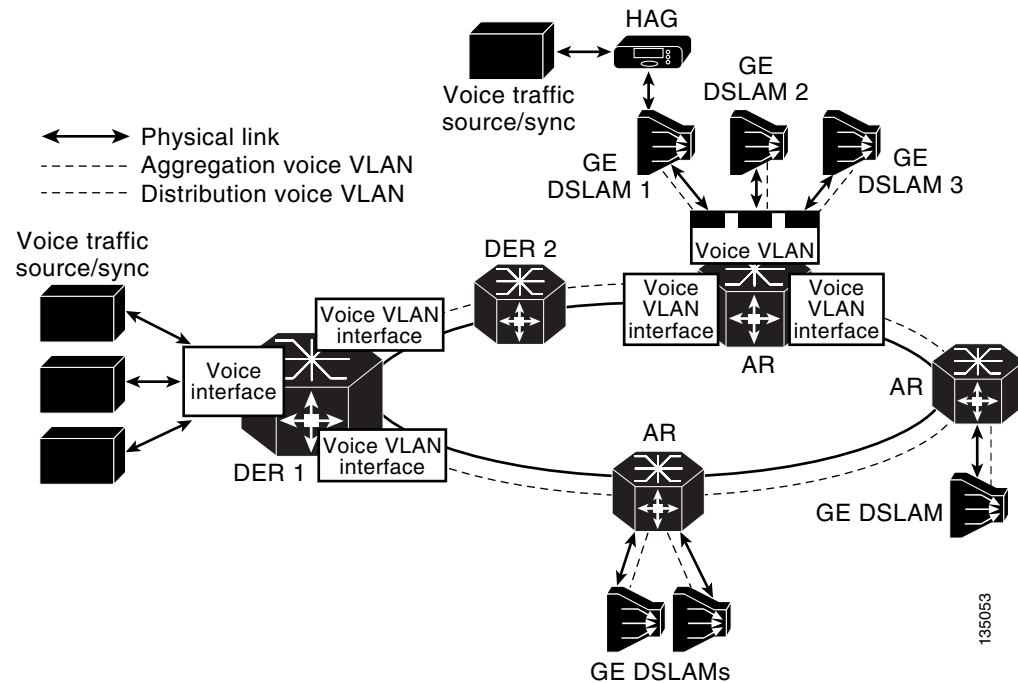 HAG
Voice traffic
source/sync
GE
DSLAM 2
GE
DSLAM 1
GE
DSLAM 3
Physical link
Aggregation voice VLAN
Distribution voice VLAN
Voice traffic
source/sync
DER 2
Voice VLAN
Voice
VLAN
interface
Voice
VLAN
interface
AR
Voice VLAN
interface
Voice
interface
AR
Voice VLAN
interface
DER 1
AR
GE DSLAM
GE DSLAMs
135053